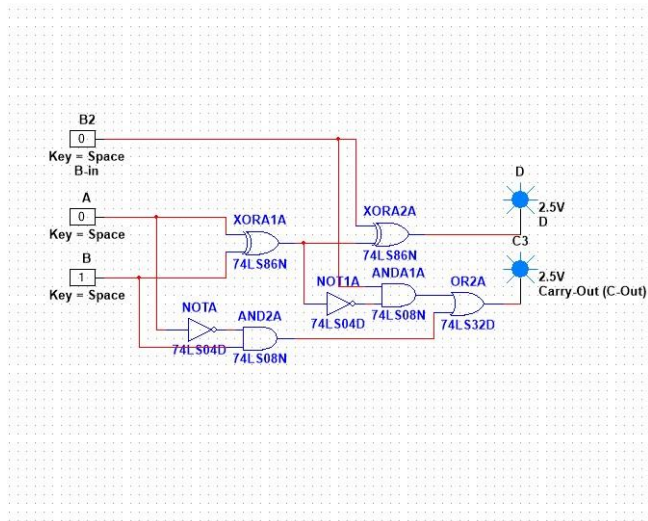 B2
0
Key = Space
B-in
A
0
Key = Space
B
1
Key = Space
XORA1A
74LS86N
XORA2A
74LS86N
D
2.5V
D
C3
2.5V
Carry-Out (C-Out)
NOT1A
74LS04D
ANDA1A
74LS08N
OR2A
74LS32D
NOTA
74LS04D
AND2A
74LS08N